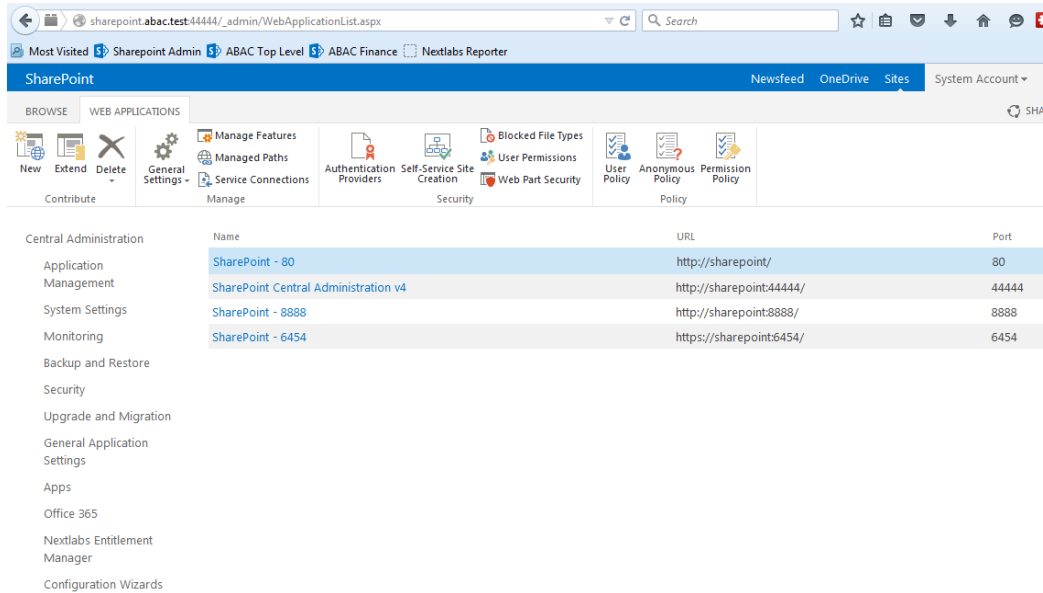 sharepoint.abac.test:44444/_admin/WebApplicationList.aspx
Search
Most Visited Sharepoint Admin ABAC Top Level ABAC Finance Nextlabs Reporter
SharePoint Newsfeed OneDrive Sites System Account
BROWSE WEB APPLICATIONS SHA
New Extend Delete
General Settings
Manage Features
Managed Paths
Service Connections
Authentication Providers
Self-Service Site Creation
Blocked File Types
User Permissions
Web Part Security
User Policy
Anonymous Policy
Permission Policy
Contribute Manage Security Policy
Central Administration
Application
Management
System Settings
Monitoring
Backup and Restore
Security
Upgrade and Migration
General Application
Settings
Apps
Office 365
Nextlabs Entitlement
Manager
Configuration Wizards
Name URL Port
SharePoint - 80 http://sharepoint/ 80
SharePoint Central Administration v4 http://sharepoint:44444/ 44444
SharePoint - 8888 http://sharepoint:8888/ 8888
SharePoint - 6454 https://sharepoint:6454/ 6454